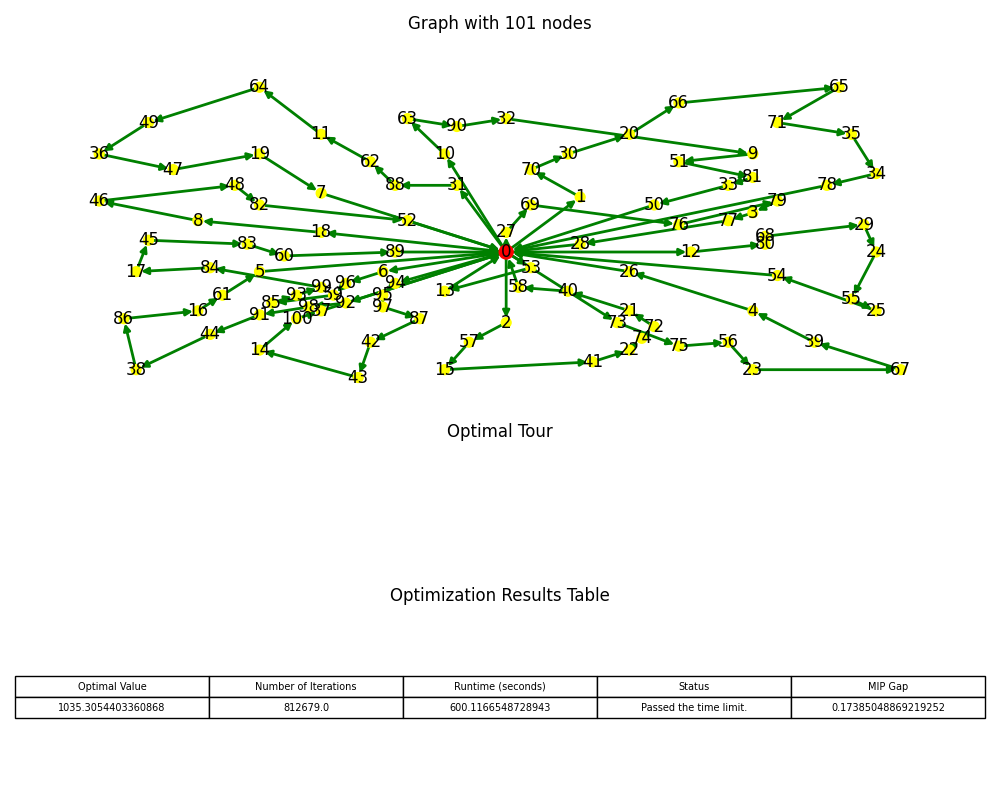 Graph with 101 nodes
64 65
49 63 90 32 66 71
11 20 35
36 47 19 62 10 70 30 51 9 34
46 48 7 88 31 1 33 81 78
82 69 50 3 79
8 18 52 27 76 77 29
45 83 60 89 0 28 12 80 68 24
17 84 5 6 53 26 54
61 99 96 94 13 58 40 55 25
85 93 59 95
86 16 91 100 98 37 92 97 87 2 73 21 72 4
38 44 14 42 57 41 22 74 75 56 39
43 15 23 67
Optimal Tour
Optimization Results Table
Optimal Value Number of Iterations Runtime (seconds) Status MIP Gap
1035.3054403360868 812679.0 600.1166548728943 Passed the time limit. 0.17385048869219252